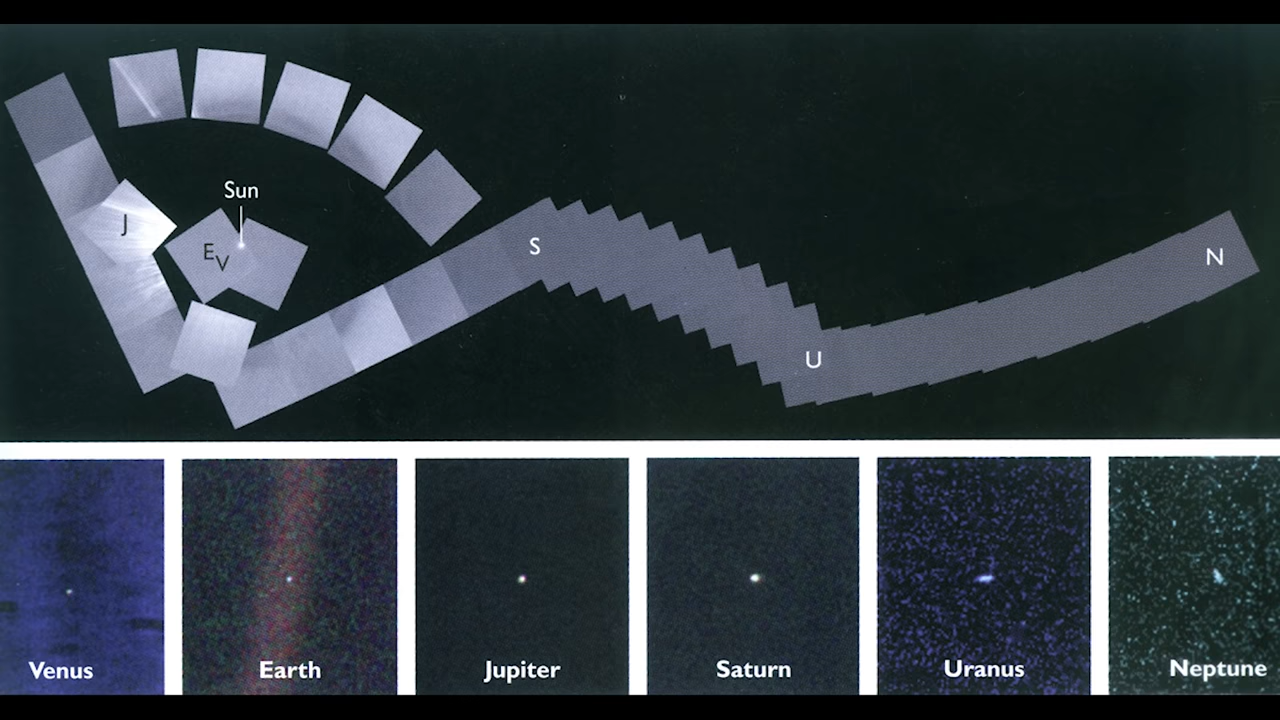 Sun
J
E
V
S
U
N
Venus
Earth
Jupiter
Saturn
Uranus
Neptune